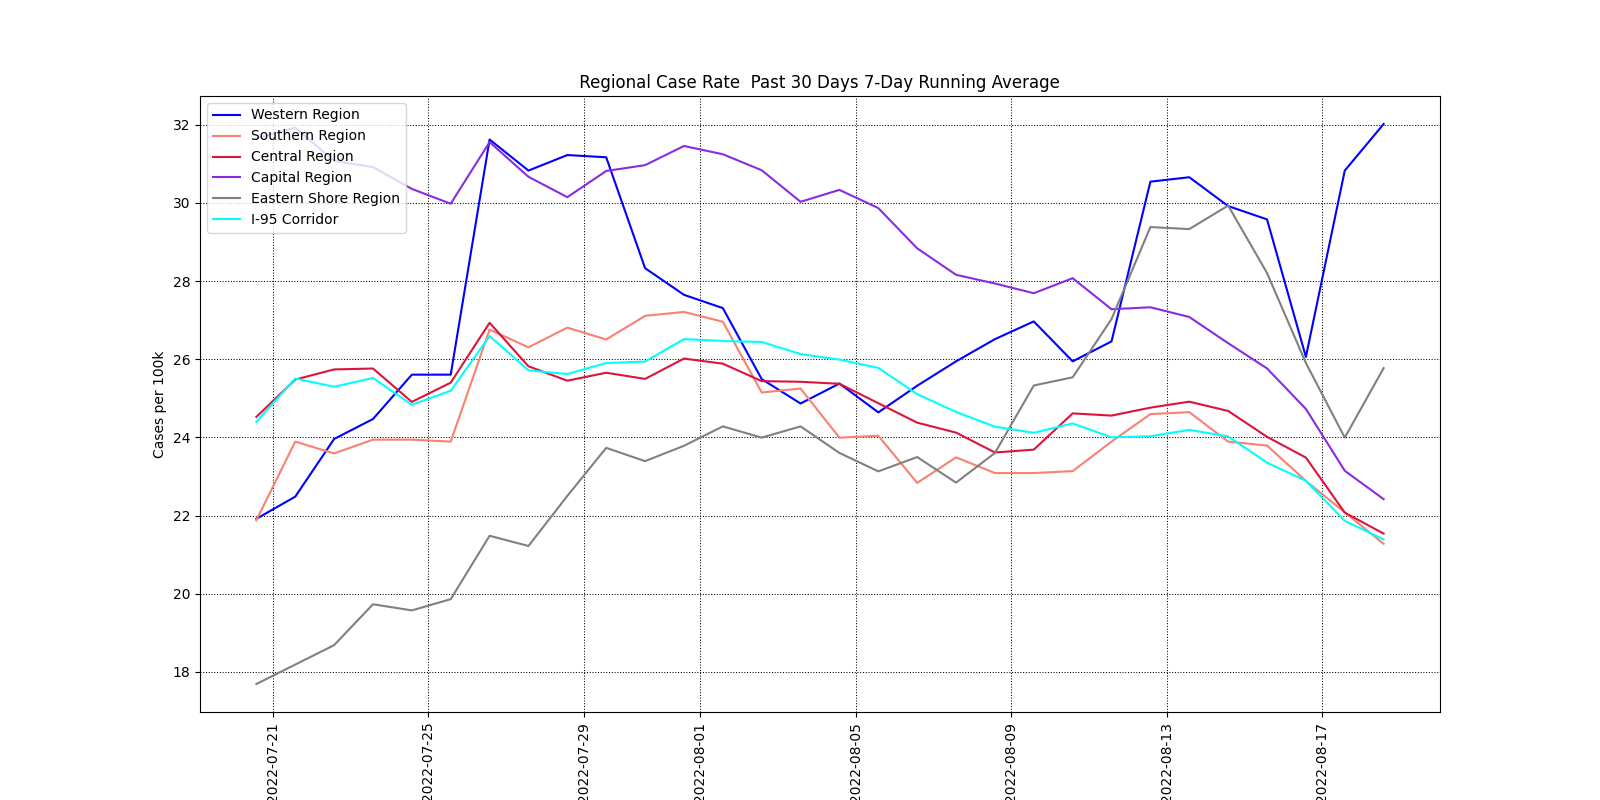 Regional Case Rate  Past 30 Days 7-Day Running Average
Western Region
Southern Region
Central Region
Capital Region
Eastern Shore Region
I-95 Corridor
Cases per 100k
32
30
28
26
24
22
20
18
2022-07-21
2022-07-25
2022-07-29
2022-08-01
2022-08-05
2022-08-09
2022-08-13
2022-08-17